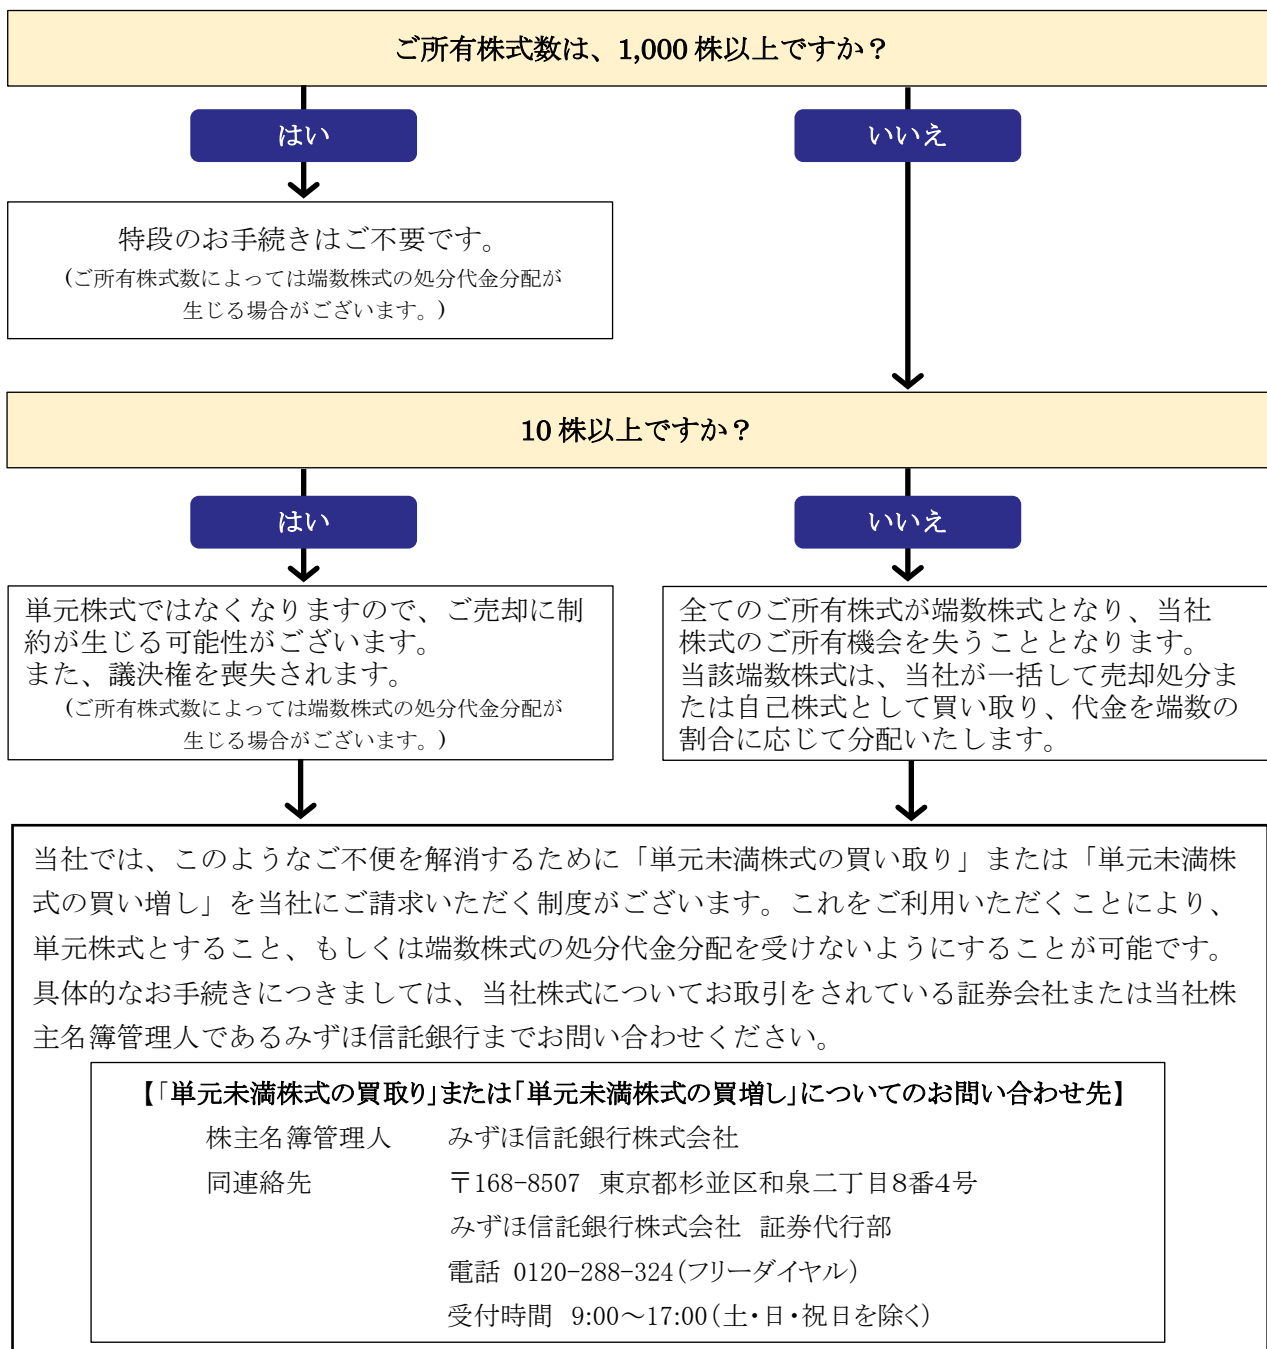 ご所有株式数は、1,000 株以上ですか？
はい
いいえ
特段のお手続きはご不要です。
(ご所有株式数によっては端数株式の処分代金分配が
生じる場合がございます。)
10 株以上ですか？
はい
いいえ
単元株式ではなくなりますので、ご売却に制
約が生じる可能性がございます。
また、議決権を喪失されます。
(ご所有株式数によっては端数株式の処分代金分配が
生じる場合がございます。)
全てのご所有株式が端数株式となり、当社
株式のご所有機会を失うこととなります。
当該端数株式は、当社が一括して売却処分ま
たは自己株式として買い取り、代金を端数の
割合に応じて分配いたします。
当社では、このようなご不便を解消するために「単元未満株式の買い取り」または「単元未満株
式の買い増し」を当社にご請求いただく制度がございます。これをご利用いただくことにより、
単元株式とすること、もしくは端数株式の処分代金分配を受けないようにすることが可能です。
具体的なお手続きにつきましては、当社株式についてお取引をされている証券会社または当社株
主名簿管理人であるみずほ信託銀行までお問い合わせください。
【「単元未満株式の買取り」または「単元未満株式の買増し」についてのお問い合わせ先】
株主名簿管理人 みずほ信託銀行株式会社
同連絡先 〒168-8507 東京都杉並区和泉二丁目8番4号
みずほ信託銀行株式会社 証券代行部
電話 0120-288-324(フリーダイヤル)
受付時間 9:00～17:00(土・日・祝日を除く)